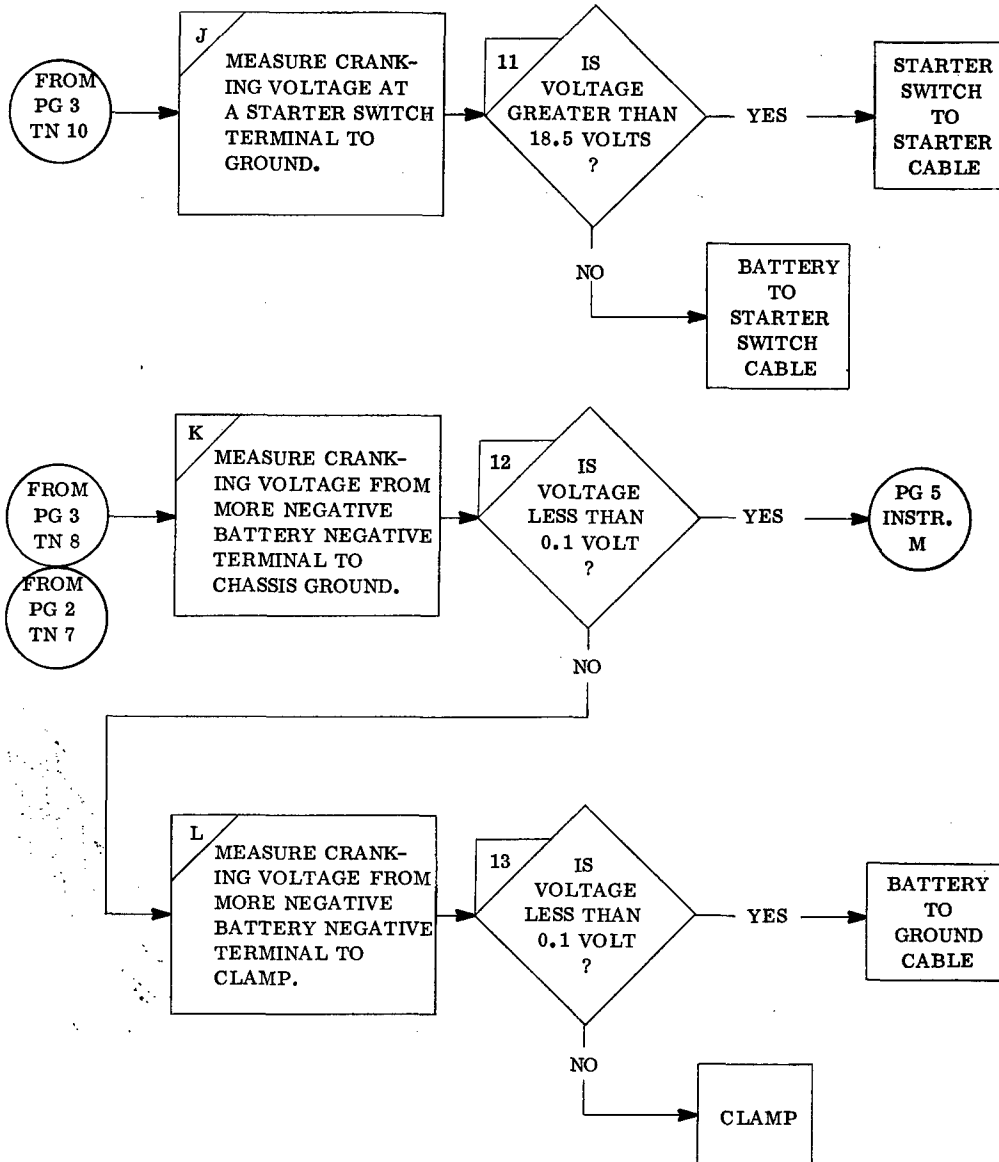 FROM
PG 3
TN 10
J
MEASURE CRANK-
ING VOLTAGE AT
A STARTER SWITCH
TERMINAL TO
GROUND.
11
IS
VOLTAGE
GREATER THAN
18.5 VOLTS
?
YES
STARTER
SWITCH
TO
STARTER
CABLE
NO
BATTERY
TO
STARTER
SWITCH
CABLE
FROM
PG 3
TN 8
FROM
PG 2
TN 7
K
MEASURE CRANK-
ING VOLTAGE FROM
MORE NEGATIVE
BATTERY NEGATIVE
TERMINAL TO
CHASSIS GROUND.
12
IS
VOLTAGE
LESS THAN
0.1 VOLT
?
YES
PG 5
INSTR.
M
NO
L
MEASURE CRANK-
ING VOLTAGE FROM
MORE NEGATIVE
BATTERY NEGATIVE
TERMINAL TO
CLAMP.
13
IS
VOLTAGE
LESS THAN
0.1 VOLT
?
YES
BATTERY
TO
GROUND
CABLE
NO
CLAMP